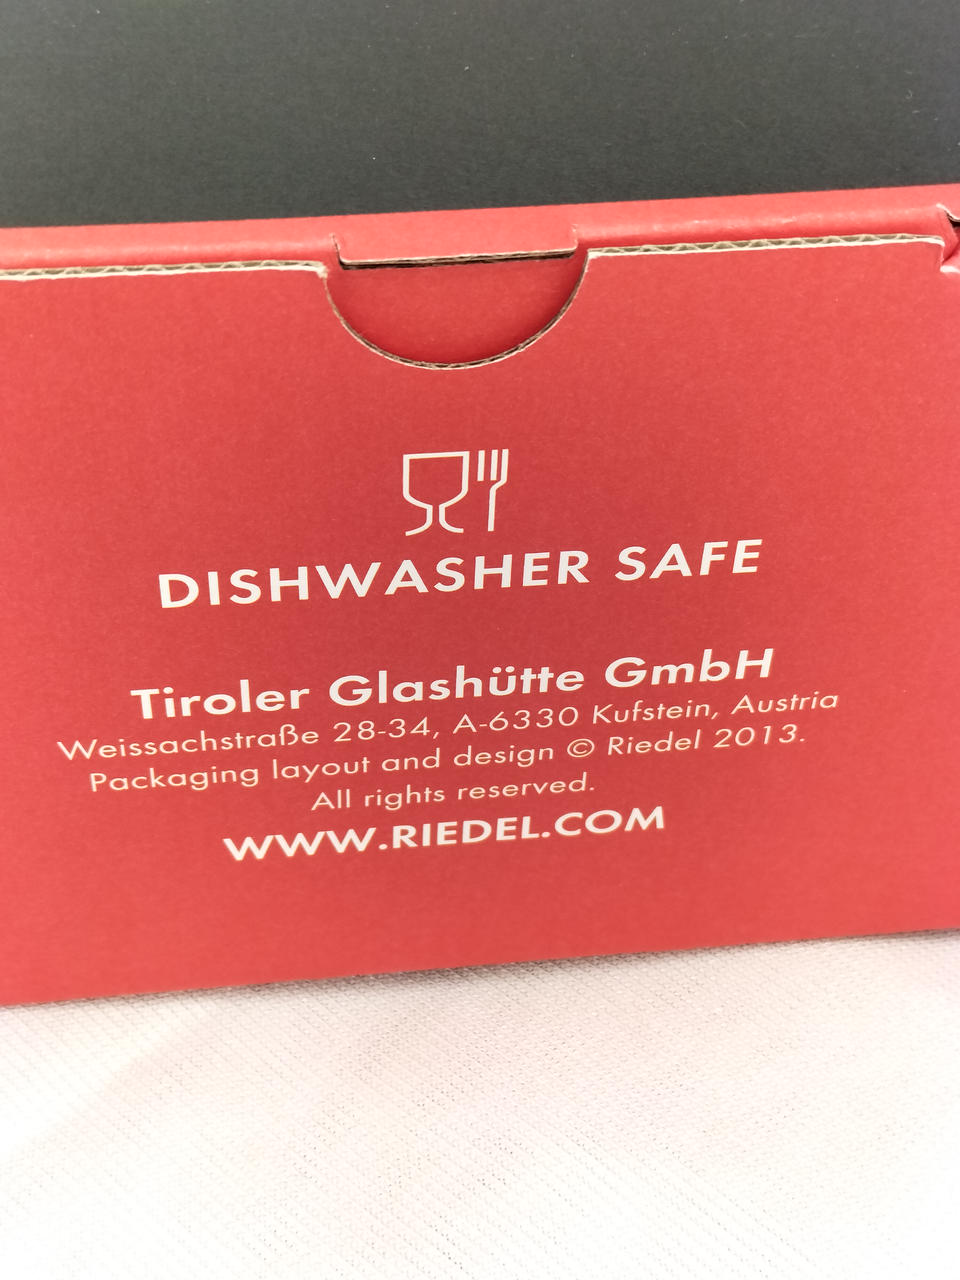 DISHWASHER SAFE
Tiroler Glashütte GmbH
Weissachstraße 28-34, A-6330 Kufstein, Austria
Packaging layout and design © Riedel 2013.
All rights reserved.
WWW.RIEDEL.COM